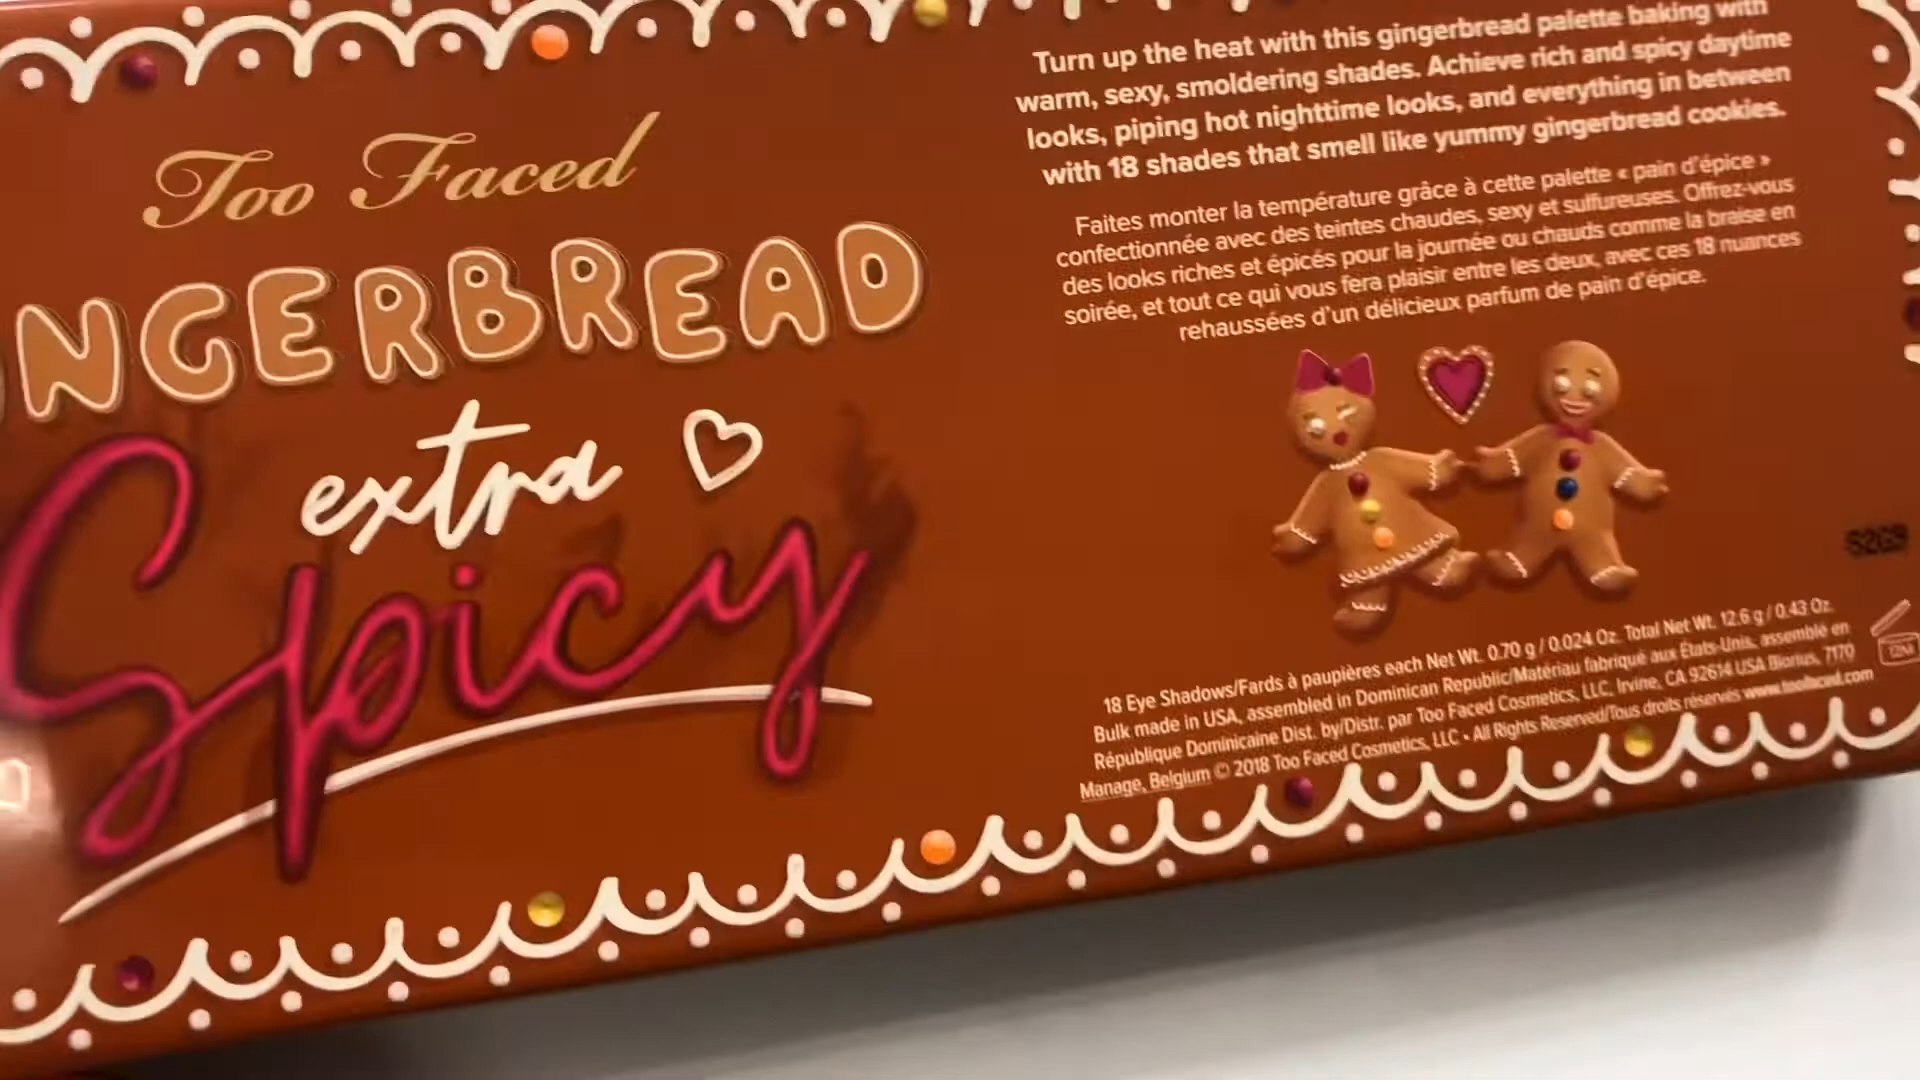 Too Faced
NGERBREAD
extra
Spicy
Turn up the heat with this gingerbread palette baking with
warm, sexy, smoldering shades. Achieve rich and spicy daytime
looks, piping hot nighttime looks, and everything in between
with 18 shades that smell like yummy gingerbread cookies.
Faites monter la température grâce à cette palette « pain d'épice »
confectionnée avec des teintes chaudes, sexy et sulfureuses. Offrez-vous
des looks riches et épicés pour la journée ou chauds comme la braise en
soirée, et tout ce qui vous fera plaisir entre les deux, avec ces 18 nuances
rehaussées d'un délicieux parfum de pain d'épice.
18 Eye Shadows/Fards à paupières each Net Wt. 0.70 g / 0.024 Oz. Total Net Wt. 12.6 g / 0.43 Oz.
Bulk made in USA, assembled in Dominican Republic/Matériau fabriqué aux États-Unis, assemblé en
République Dominicaine Dist. by/Distr. par Too Faced Cosmetics, LLC, Irvine, CA 92614 USA Biorius, 7170
Manage, Belgium © 2018 Too Faced Cosmetics, LLC • All Rights Reserved/Tous droits réservés www.toofaced.com
12M